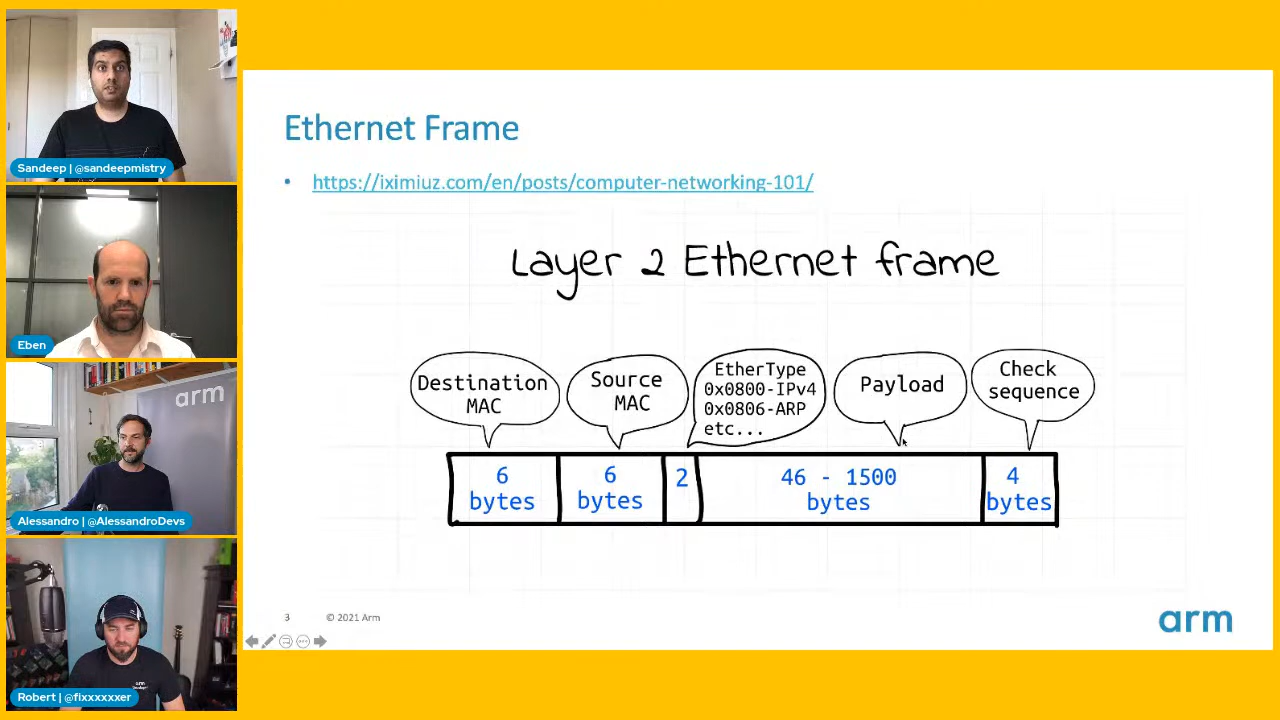 Sandeep | @sandeepmistry
Eben
arm
Alessandro | @AlessandroDevs
arm
Robert | @fixxxxxxer
Ethernet Frame
• https://iximiuz.com/en/posts/computer-networking-101/
Layer 2 Ethernet frame
Destination
MAC
Source
MAC
EtherType
0x0800-IPv4
0x0806-ARP
etc...
Payload
Check
sequence
6
bytes
6
bytes
2
46 - 1500
bytes
4
bytes
3
© 2021 Arm
arm